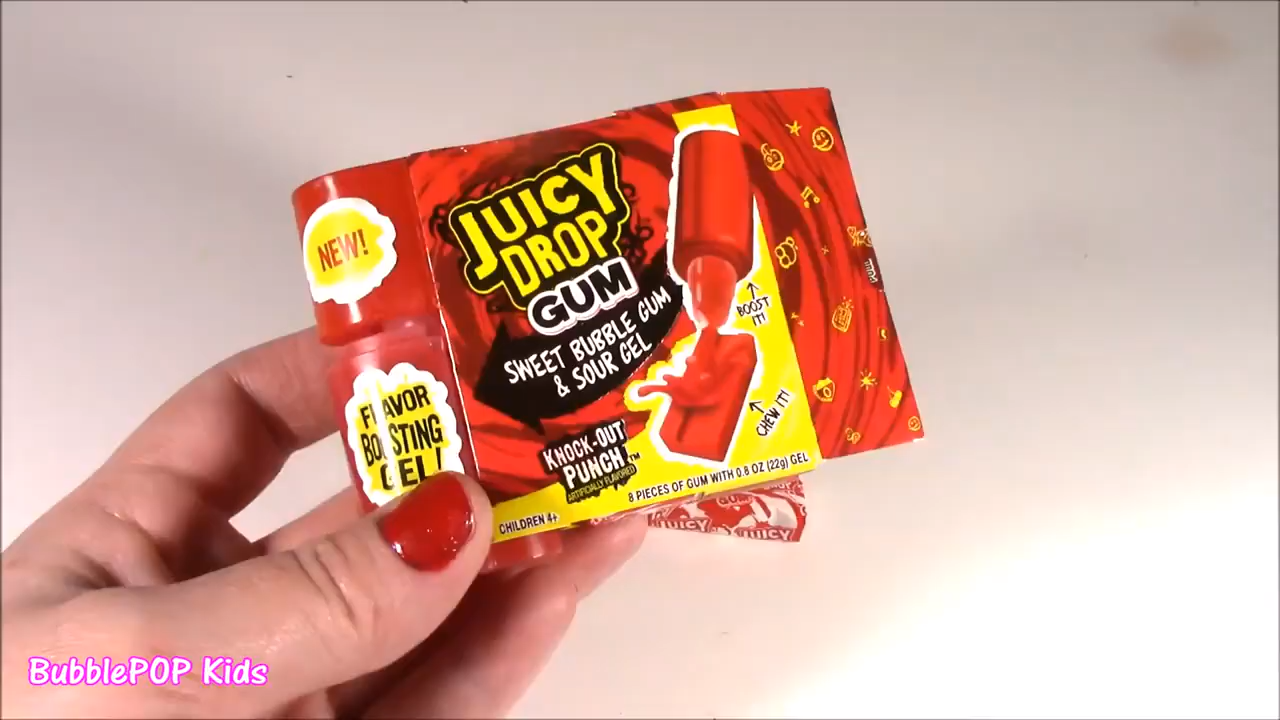 NEW!
FLAVOR
BOOSTING
GEL!
JUICY
DROP
GUM
SWEET BUBBLE GUM
& SOUR GEL
BOOST
IT!
CHEW IT!
KNOCK-OUT
PUNCH™
ARTIFICIALLY FLAVORED
CHILDREN 4+
8 PIECES OF GUM WITH 0.8 OZ (22g) GEL
GUM
JUICY
JUICY
BubblePOP Kids